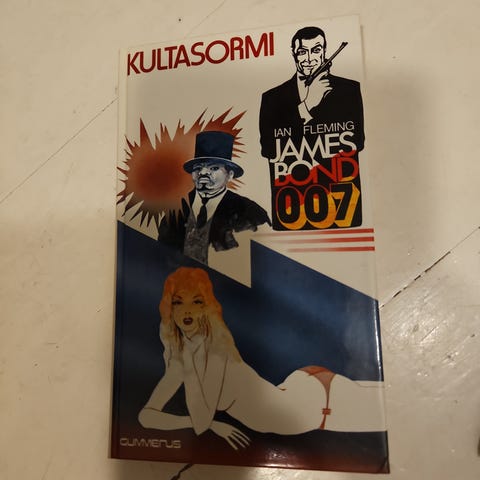 KULTASORMI
IAN FLEMING
JAMES
BOND
007
GUMMERUS